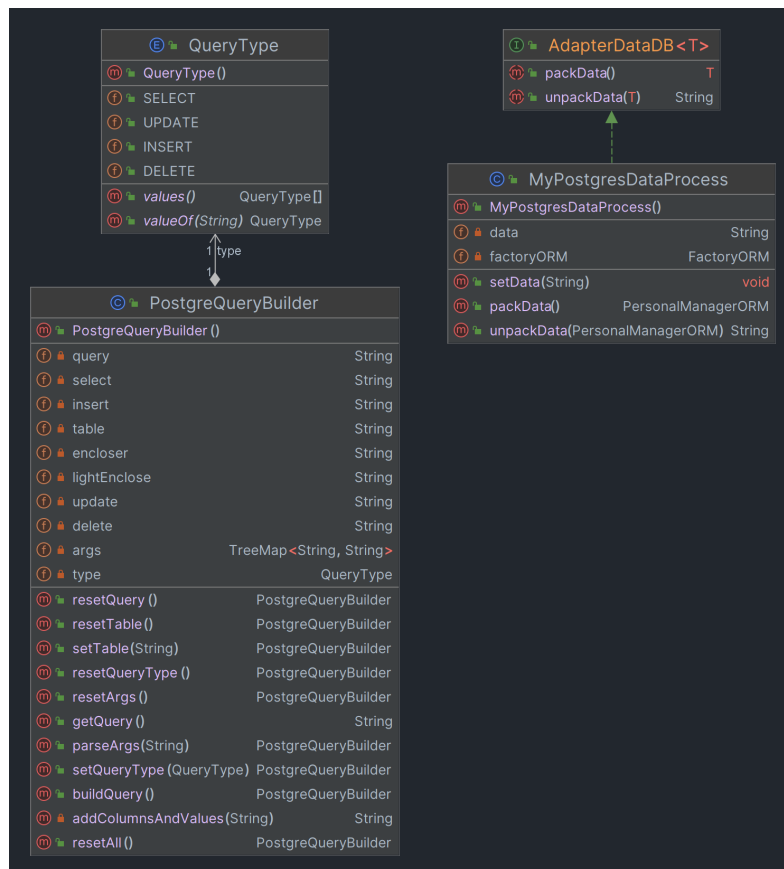 QueryType
QueryType()
SELECT
UPDATE
INSERT
DELETE
values() QueryType[]
valueOf(String) QueryType
1 type
1
PostgreQueryBuilder
PostgreQueryBuilder()
query String
select String
insert String
table String
encloser String
lightEnclose String
update String
delete String
args TreeMap<String, String>
type QueryType
resetQuery() PostgreQueryBuilder
resetTable() PostgreQueryBuilder
setTable(String) PostgreQueryBuilder
resetQueryType() PostgreQueryBuilder
resetArgs() PostgreQueryBuilder
getQuery() String
parseArgs(String) PostgreQueryBuilder
setQueryType(QueryType) PostgreQueryBuilder
buildQuery() PostgreQueryBuilder
addColumnsAndValues(String) String
resetAll() PostgreQueryBuilder
AdapterDataDB<T>
packData() T
unpackData(T) String
MyPostgresDataProcess
MyPostgresDataProcess()
data String
factoryORM FactoryORM
setData(String) void
packData() PersonalManagerORM
unpackData(PersonalManagerORM) String